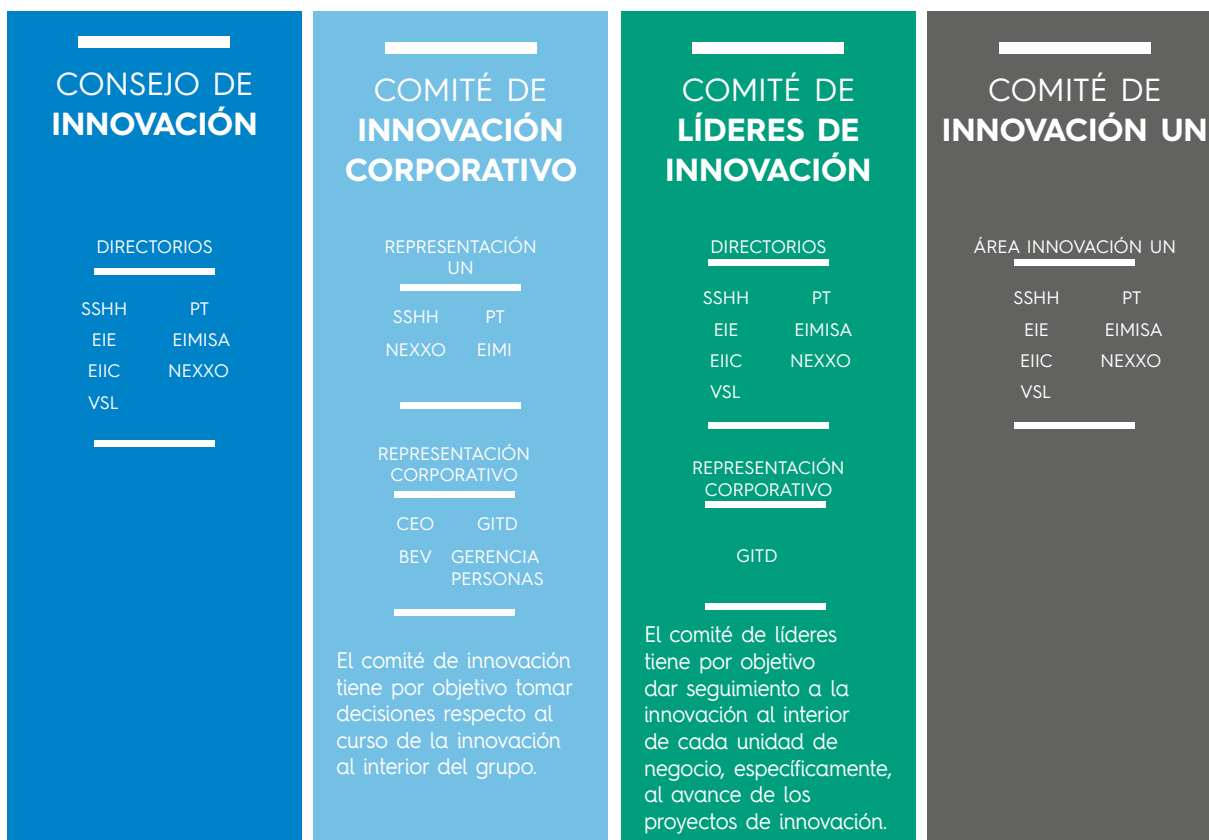 CONSEJO DE
INNOVACIÓN
DIRECTORIOS
SSHH PT
EIE EIMISA
EIIC NEXXO
VSL
COMITÉ DE
INNOVACIÓN
CORPORATIVO
REPRESENTACIÓN
UN
SSHH PT
NEXXO EIMI
REPRESENTACIÓN
CORPORATIVO
CEO GITD
BEV GERENCIA
PERSONAS
El comité de innovación
tiene por objetivo tomar
decisiones respecto al
curso de la innovación
al interior del grupo.
COMITÉ DE
LÍDERES DE
INNOVACIÓN
DIRECTORIOS
SSHH PT
EIE EIMISA
EIIC NEXXO
VSL
REPRESENTACIÓN
CORPORATIVO
GITD
El comité de líderes
tiene por objetivo
dar seguimiento a la
innovación al interior
de cada unidad de
negocio, específicamente,
al avance de los
proyectos de innovación.
COMITÉ DE
INNOVACIÓN UN
ÁREA INNOVACIÓN UN
SSHH PT
EIE EIMISA
EIIC NEXXO
VSL